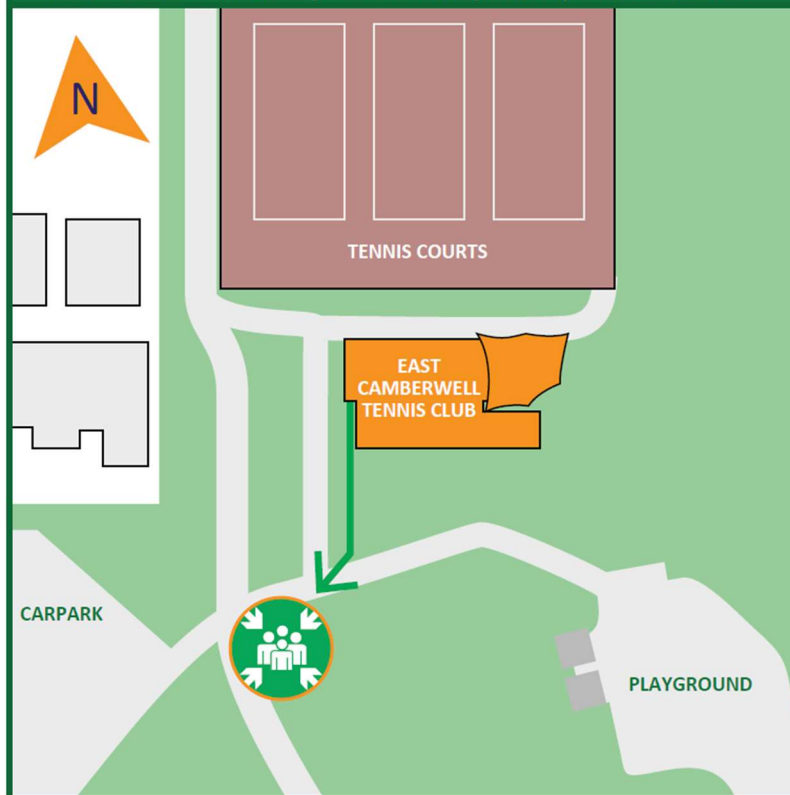 N
TENNIS COURTS
EAST
CAMBERWELL
TENNIS CLUB
CARPARK
PLAYGROUND